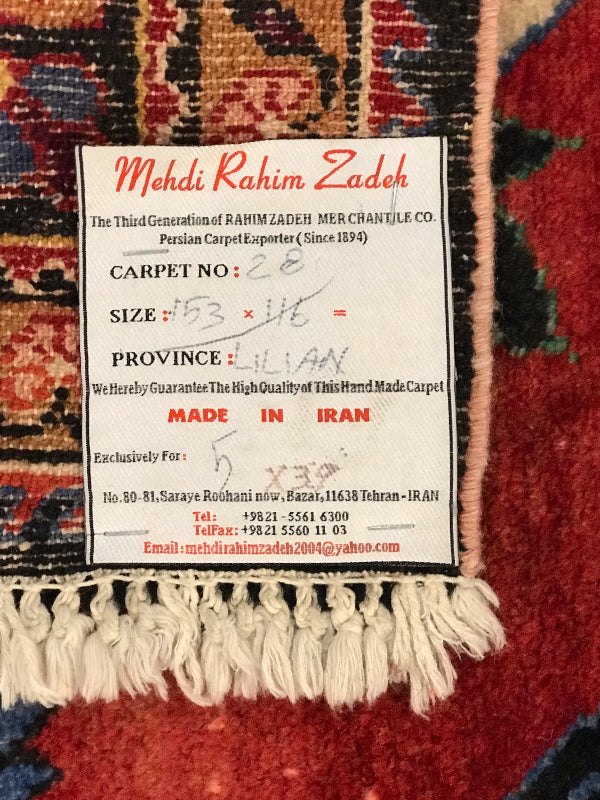 Mehdi Rahim Zadeh
The Third Generation of RAHIMZADEH MERCHANTILE CO.
Persian Carpet Exporter ( Since 1894)
CARPET NO : 28
SIZE : 153 × 116 =
PROVINCE : LILIAN
We Hereby Guarantee The High Quality of This Hand Made Carpet
MADE IN IRAN
Exclusively For : 5
No.80-81, Saraye Roohani now, Bazar, 11638 Tehran - IRAN
Tel : +9821 -5561 6300
TelFax : +9821 5560 11 03
Email : mehdirahimzadeh2004@yahoo.com